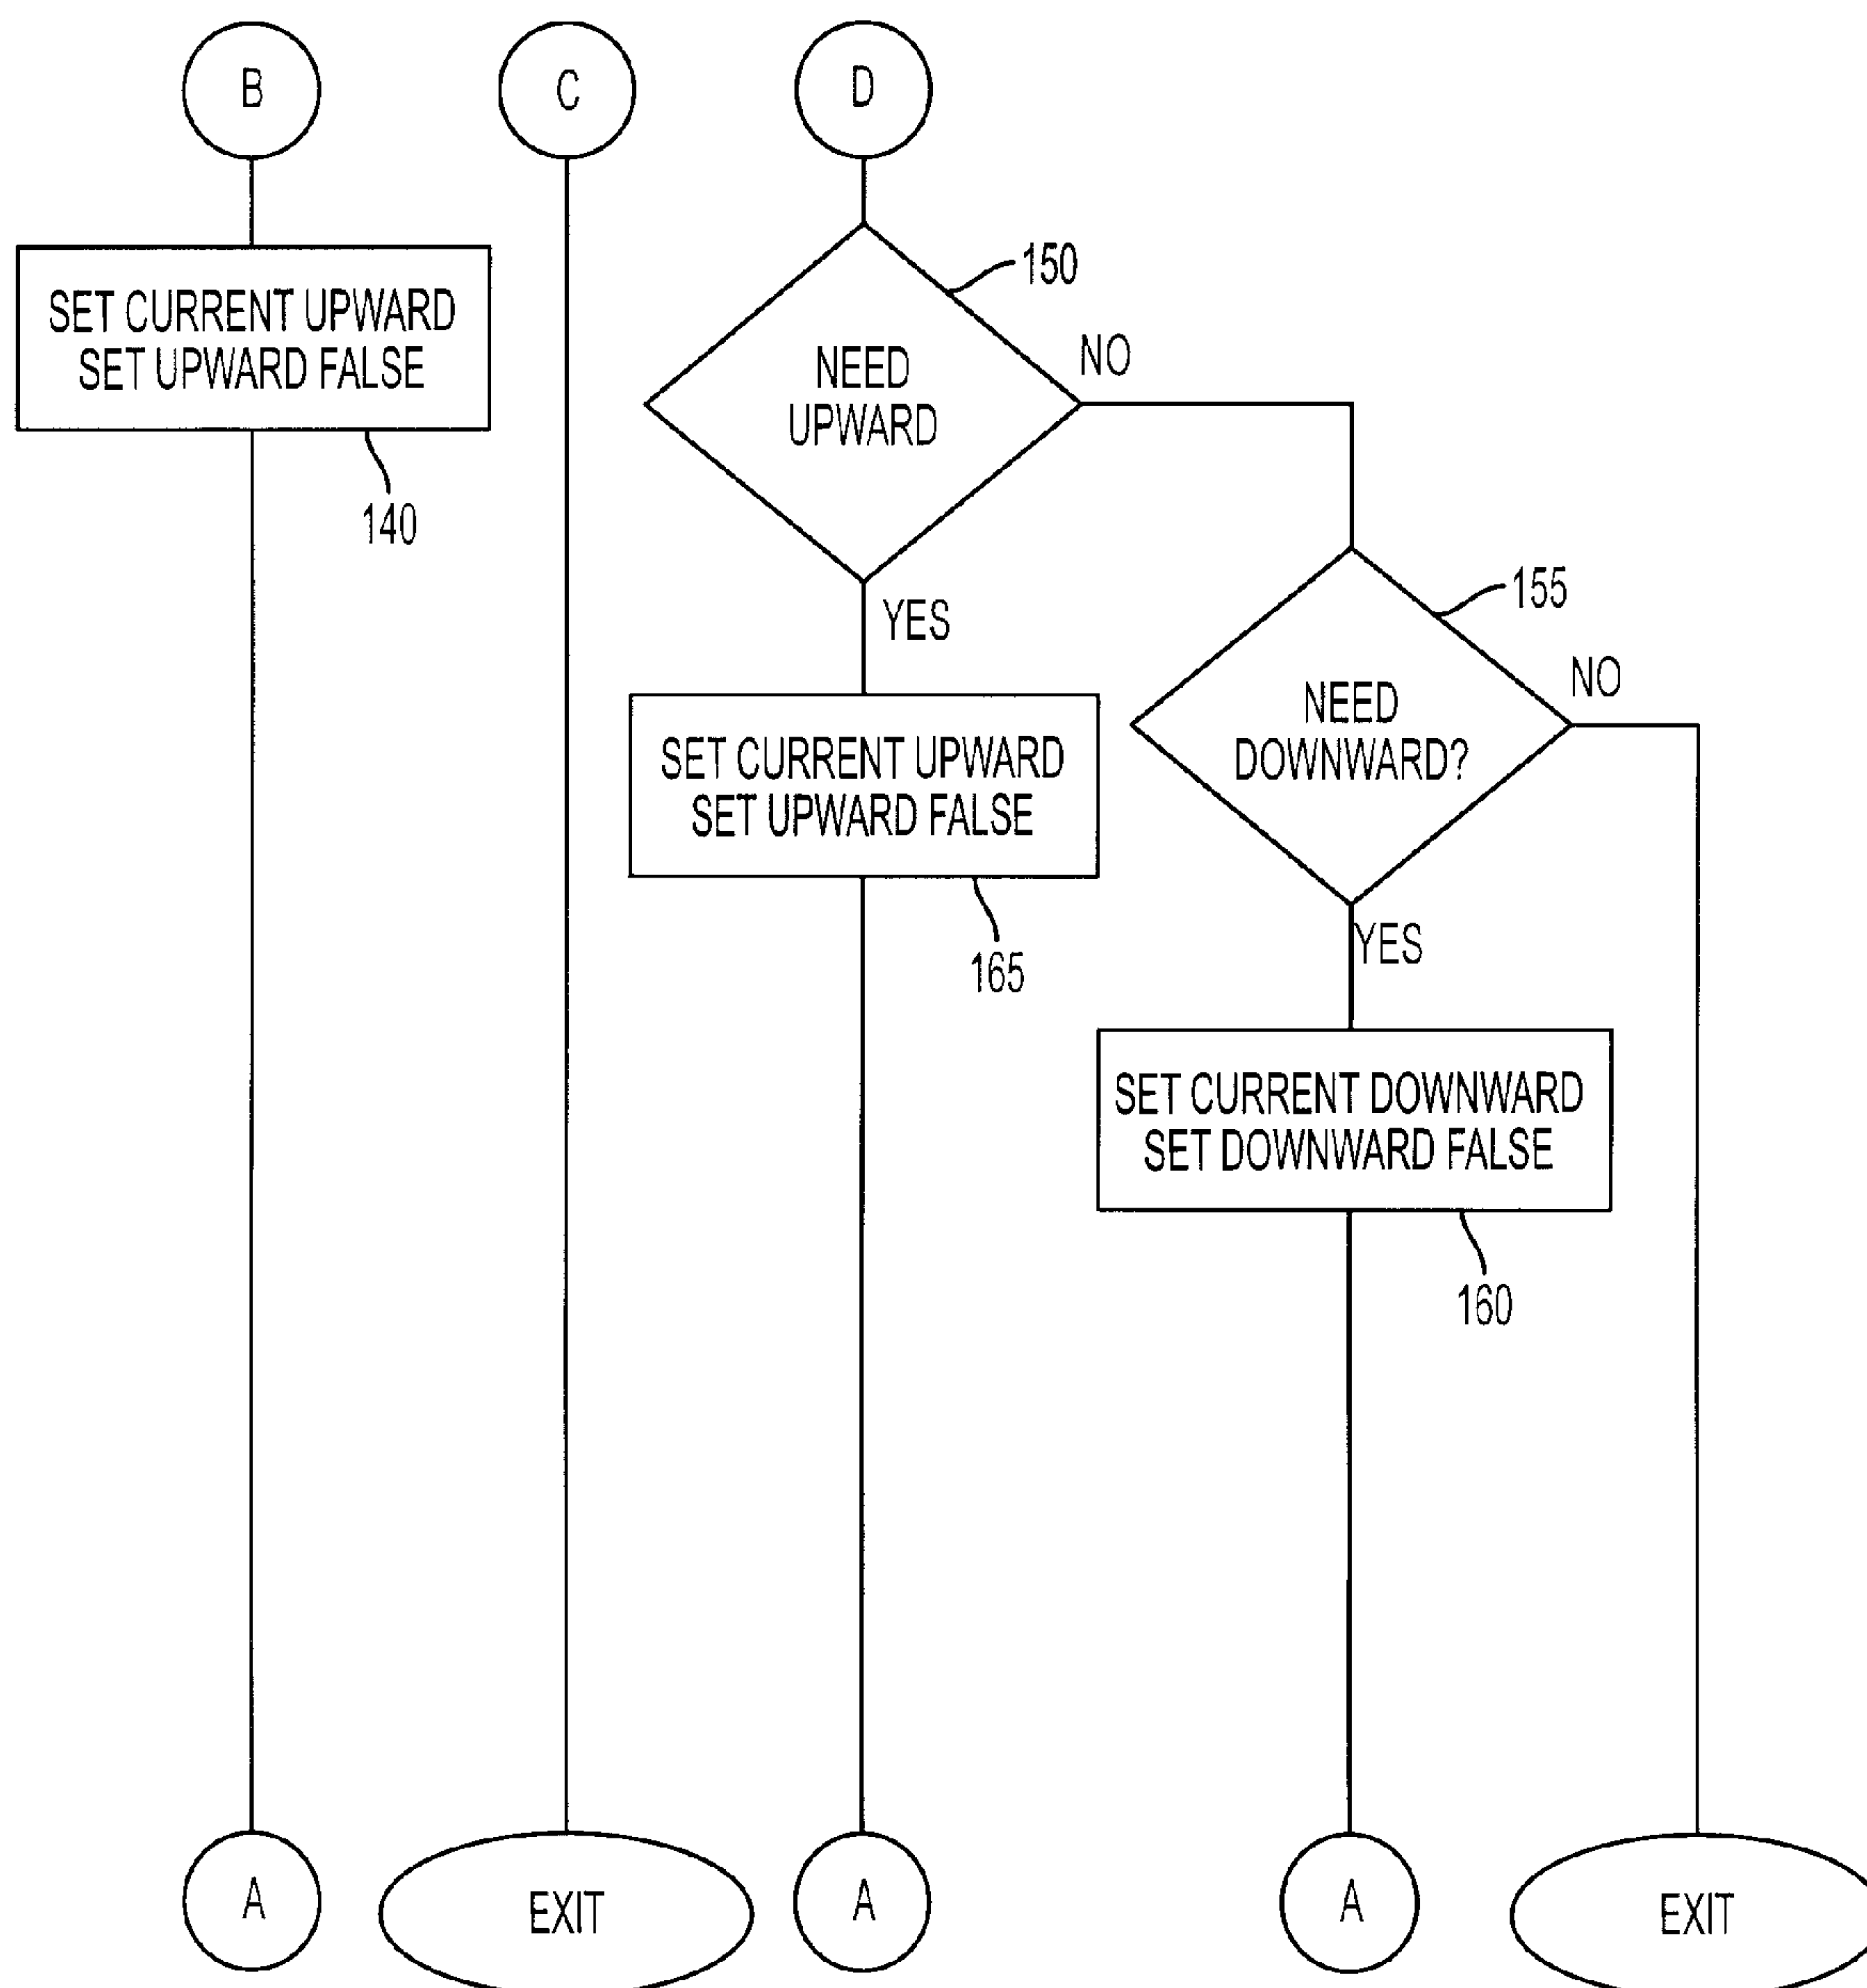 B
C
D
SET CURRENT UPWARD
SET UPWARD FALSE
140
150
NEED
UPWARD
NO
YES
155
NEED
DOWNWARD?
NO
SET CURRENT UPWARD
SET UPWARD FALSE
165
YES
SET CURRENT DOWNWARD
SET DOWNWARD FALSE
160
A
EXIT
A
A
EXIT